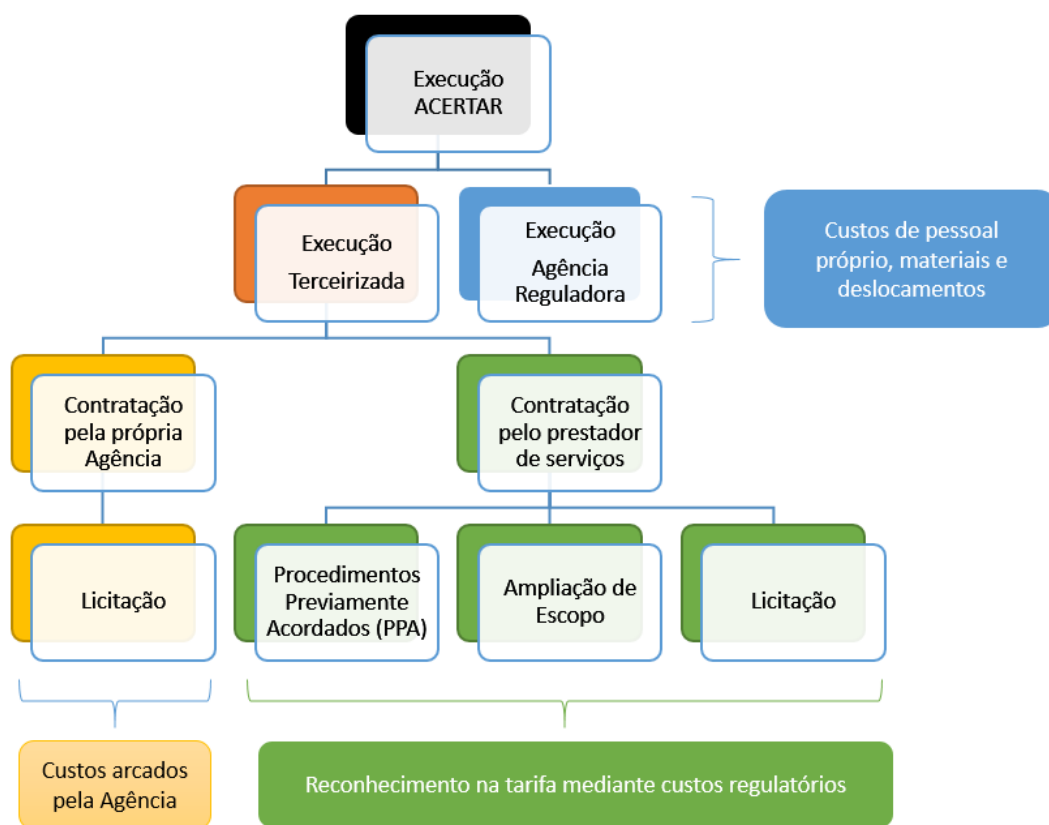 Execução
ACERTAR
Execução
Terceirizada
Execução
Agência
Reguladora
Custos de pessoal
próprio, materiais e
deslocamentos
Contratação
pela própria
Agência
Contratação
pelo prestador
de serviços
Licitação
Procedimentos
Previamente
Acordados (PPA)
Ampliação de
Escopo
Licitação
Custos arcados
pela Agência
Reconhecimento na tarifa mediante custos regulatórios